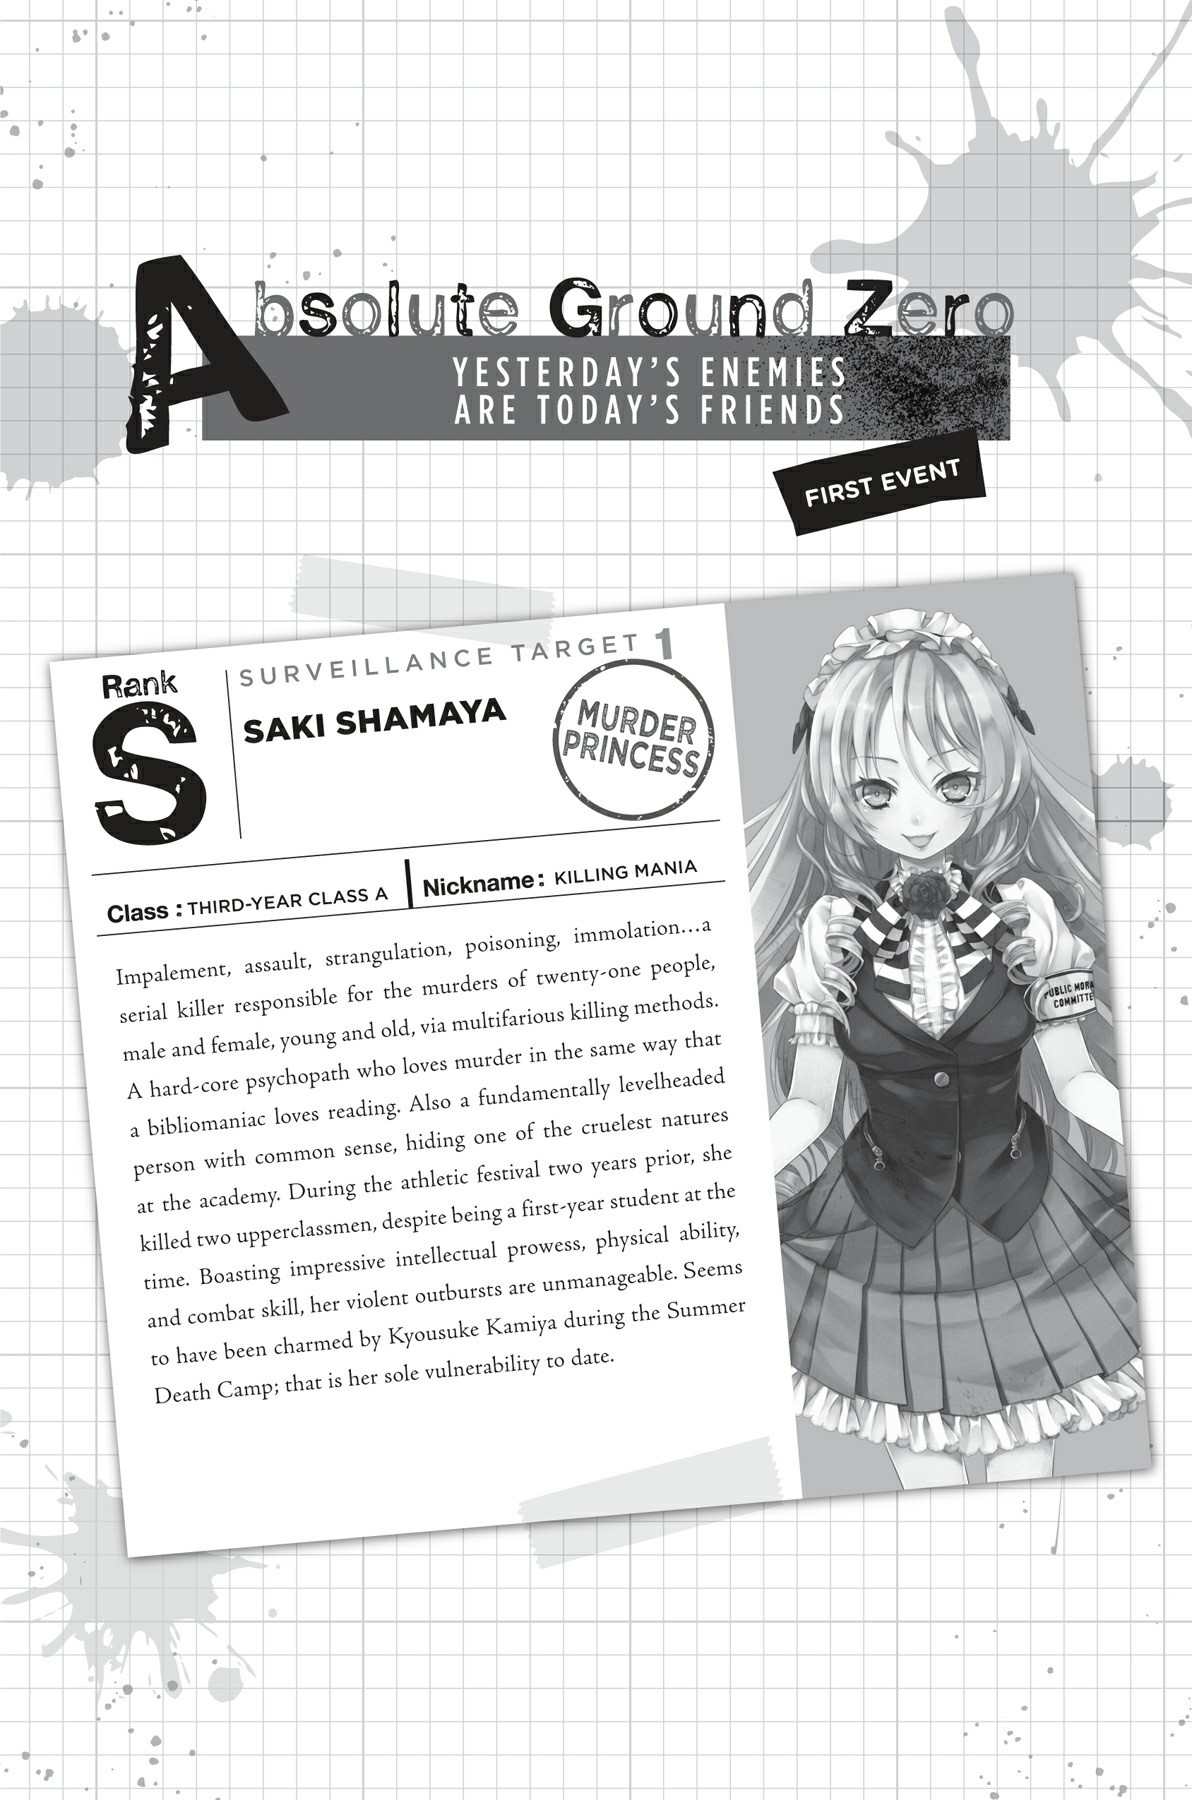 Absolute Ground Zero
YESTERDAY'S ENEMIES
ARE TODAY'S FRIENDS
FIRST EVENT
Rank
S
SURVEILLANCE TARGET 1
SAKI SHAMAYA
MURDER
PRINCESS
Class : THIRD-YEAR CLASS A
Nickname: KILLING MANIA
Impalement, assault, strangulation, poisoning, immolation...a
serial killer responsible for the murders of twenty-one people,
male and female, young and old, via multifarious killing methods.
A hard-core psychopath who loves murder in the same way that
a bibliomaniac loves reading. Also a fundamentally levelheaded
person with common sense, hiding one of the cruelest natures
at the academy. During the athletic festival two years prior, she
killed two upperclassmen, despite being a first-year student at the
time. Boasting impressive intellectual prowess, physical ability,
and combat skill, her violent outbursts are unmanageable. Seems
to have been charmed by Kyousuke Kamiya during the Summer
Death Camp; that is her sole vulnerability to date.
PUBLIC MORA
COMMITTE